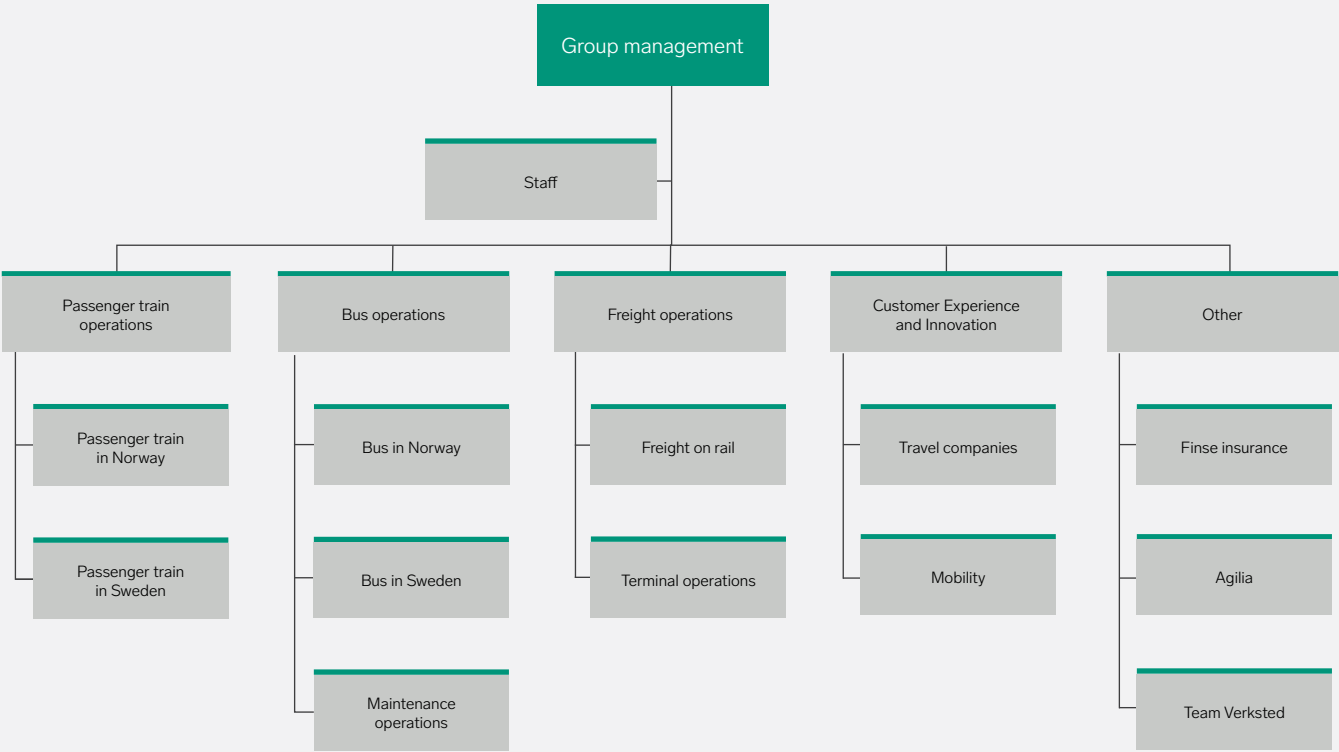 Group management
Staff
Passenger train
operations
Bus operations
Freight operations
Customer Experience
and Innovation
Other
Passenger train
in Norway
Bus in Norway
Freight on rail
Travel companies
Finse insurance
Passenger train
in Sweden
Bus in Sweden
Terminal operations
Mobility
Agilia
Maintenance
operations
Team Verksted